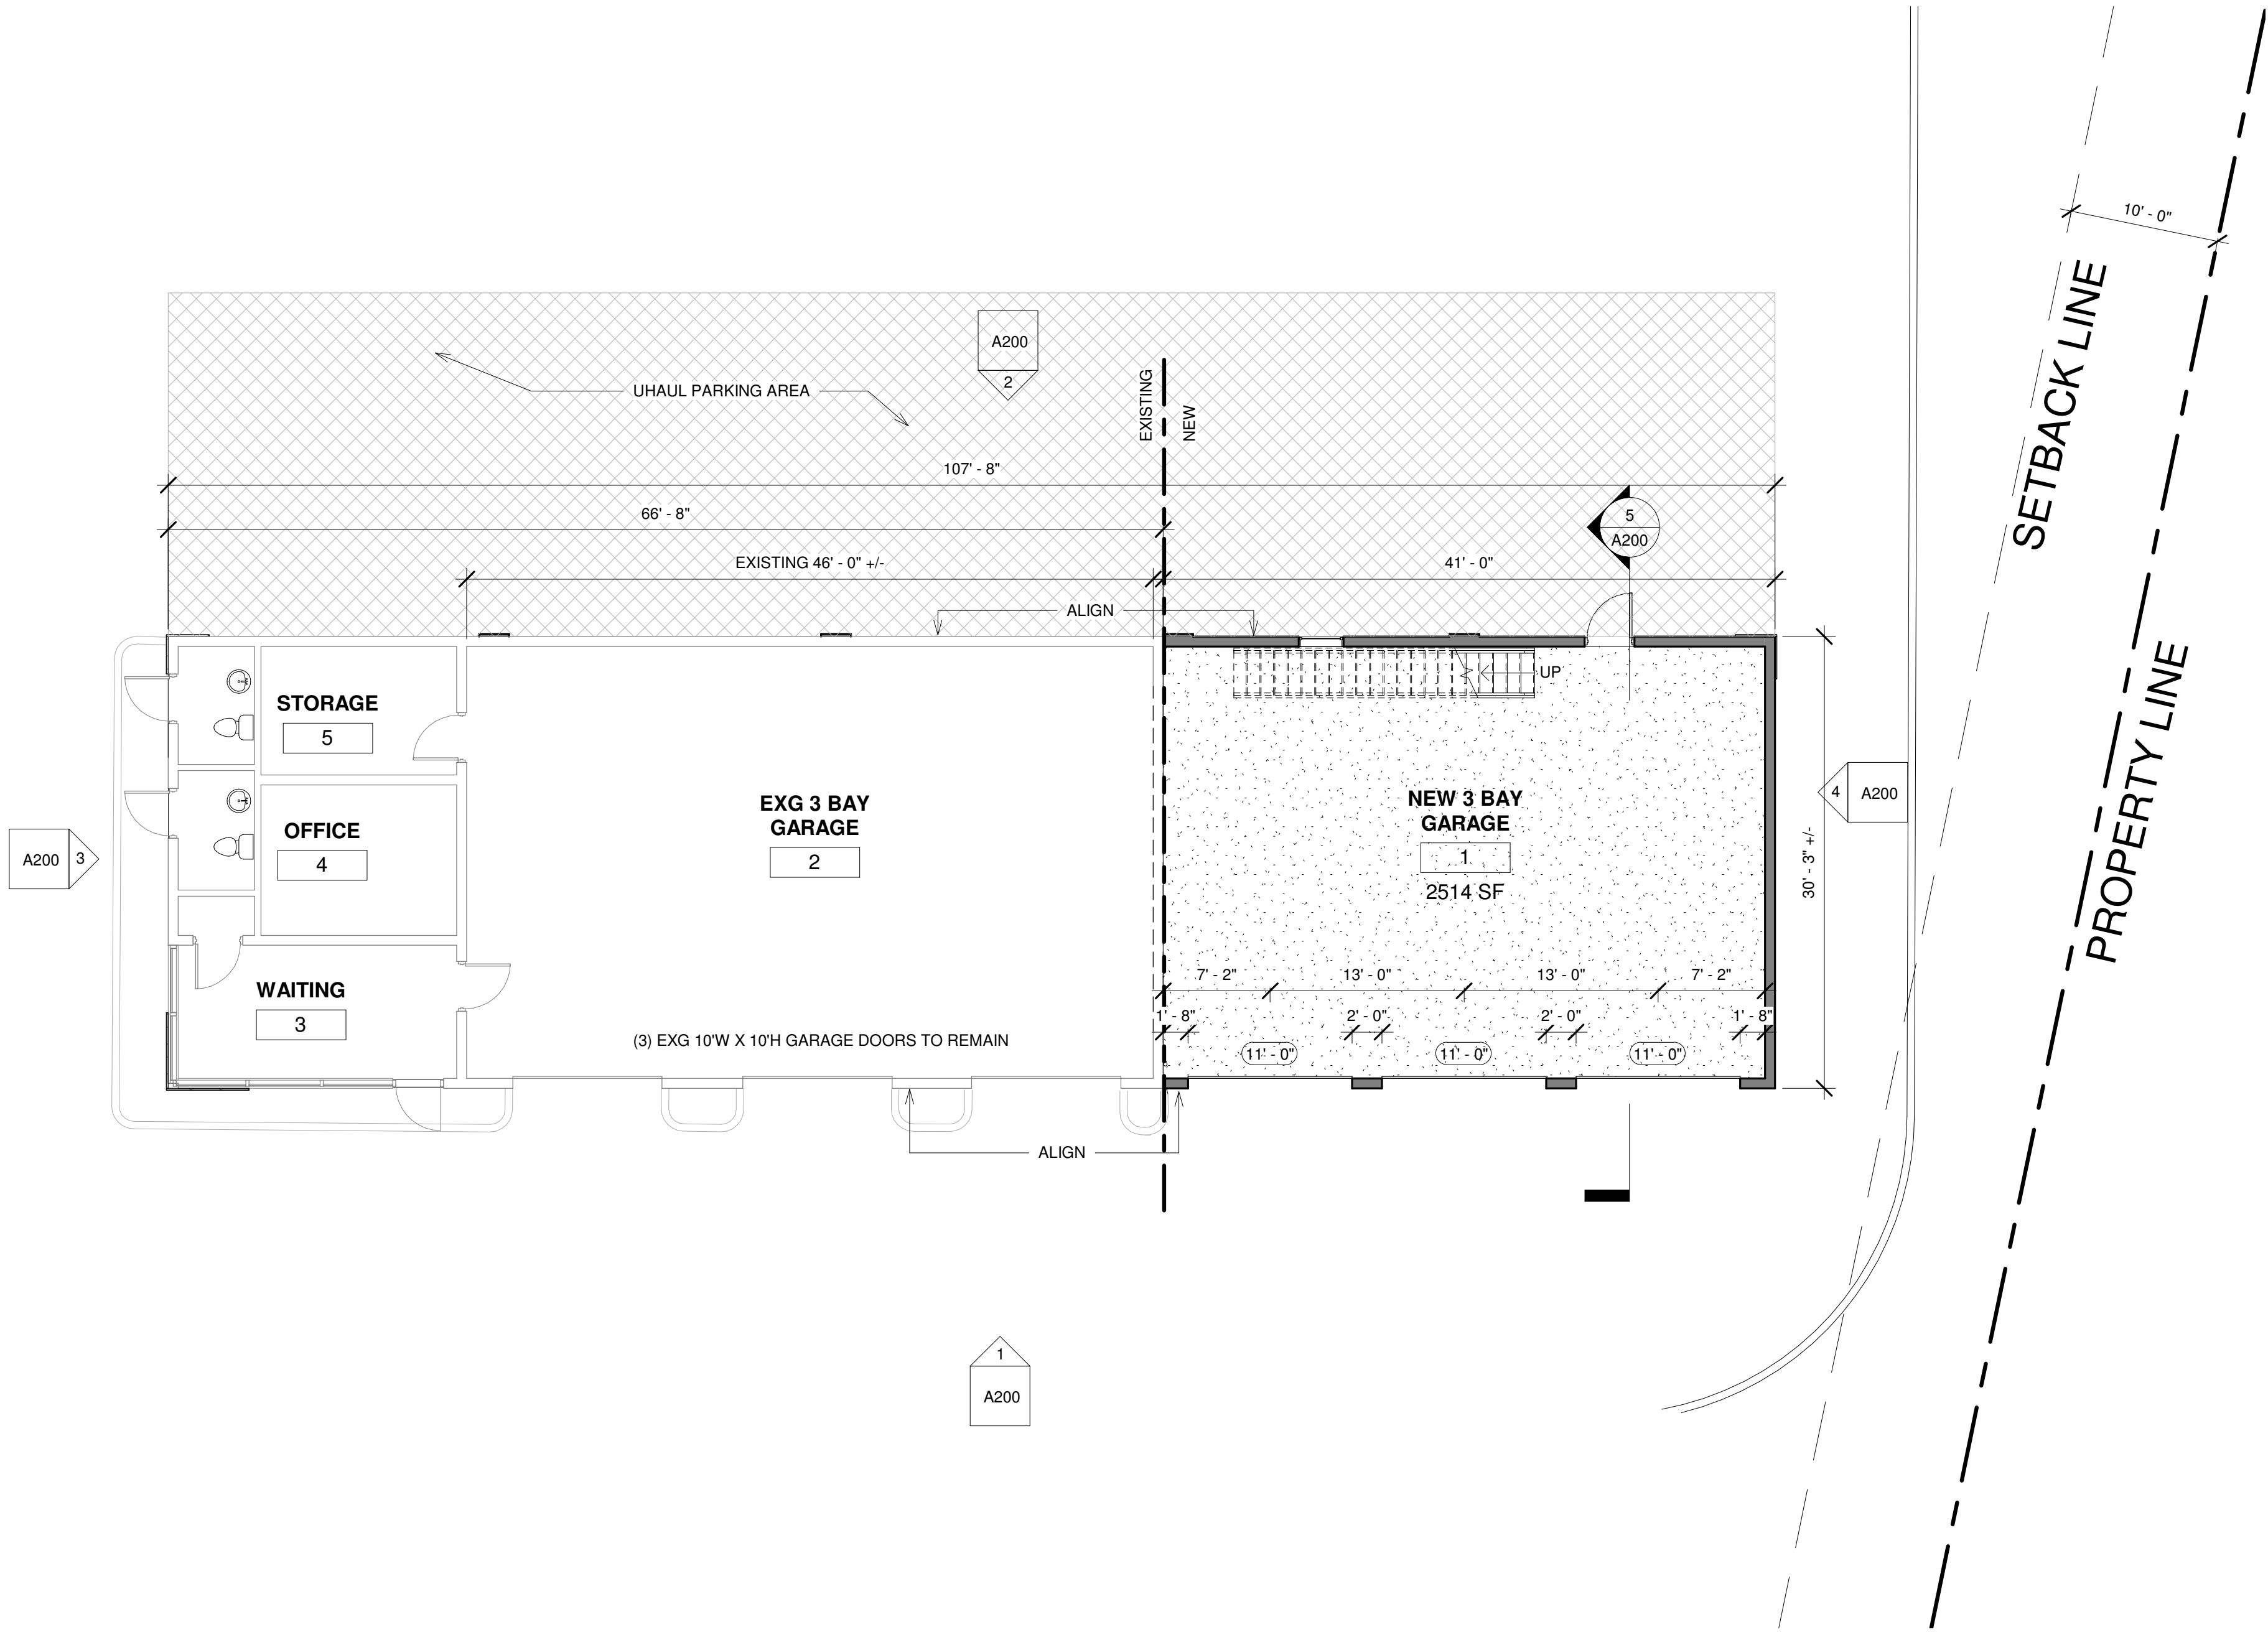 10' - 0"
SETBACK LINE
PROPERTY LINE
A200
2
UHAUL PARKING AREA
EXISTING
NEW
107' - 8"
66' - 8"
5
A200
EXISTING 46' - 0" +/-
41' - 0"
ALIGN
UP
STORAGE
5
EXG 3 BAY
GARAGE
2
NEW 3 BAY
GARAGE
1
2514 SF
4
A200
30' - 3" +/-
OFFICE
4
A200
3
WAITING
3
7' - 2"
13' - 0"
13' - 0"
7' - 2"
1' - 8"
2' - 0"
2' - 0"
1' - 8"
(3) EXG 10'W X 10'H GARAGE DOORS TO REMAIN
11' - 0"
11' - 0"
11' - 0"
ALIGN
1
A200